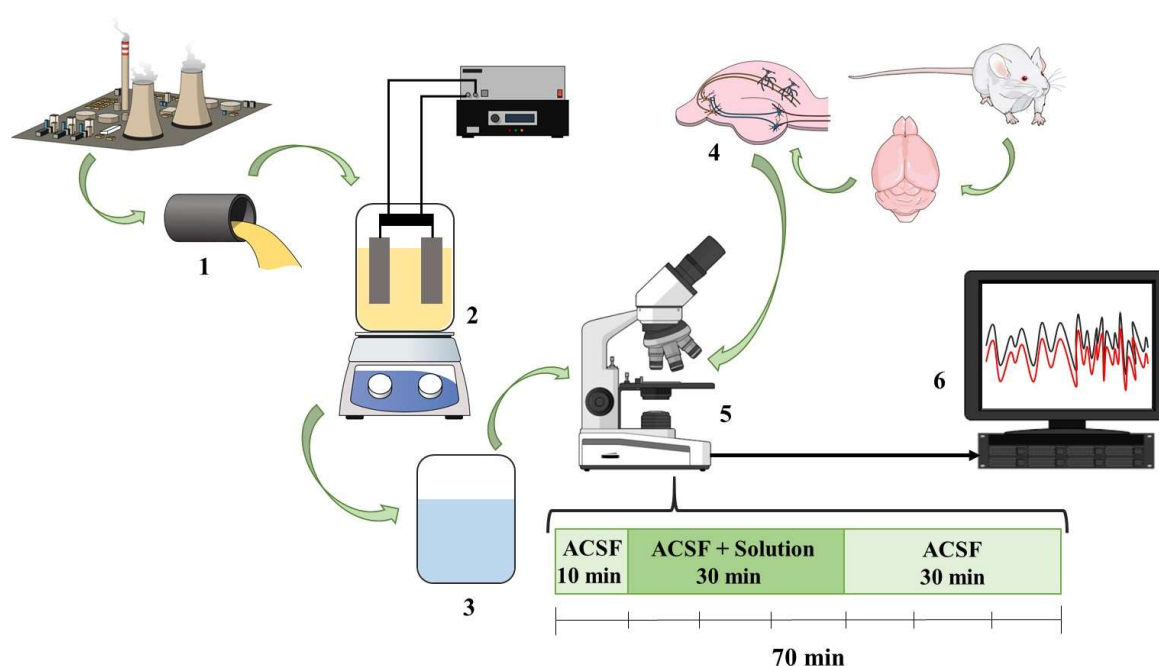 1
2
3
4
5
6
ACSF
10 min
ACSF + Solution
30 min
ACSF
30 min
70 min